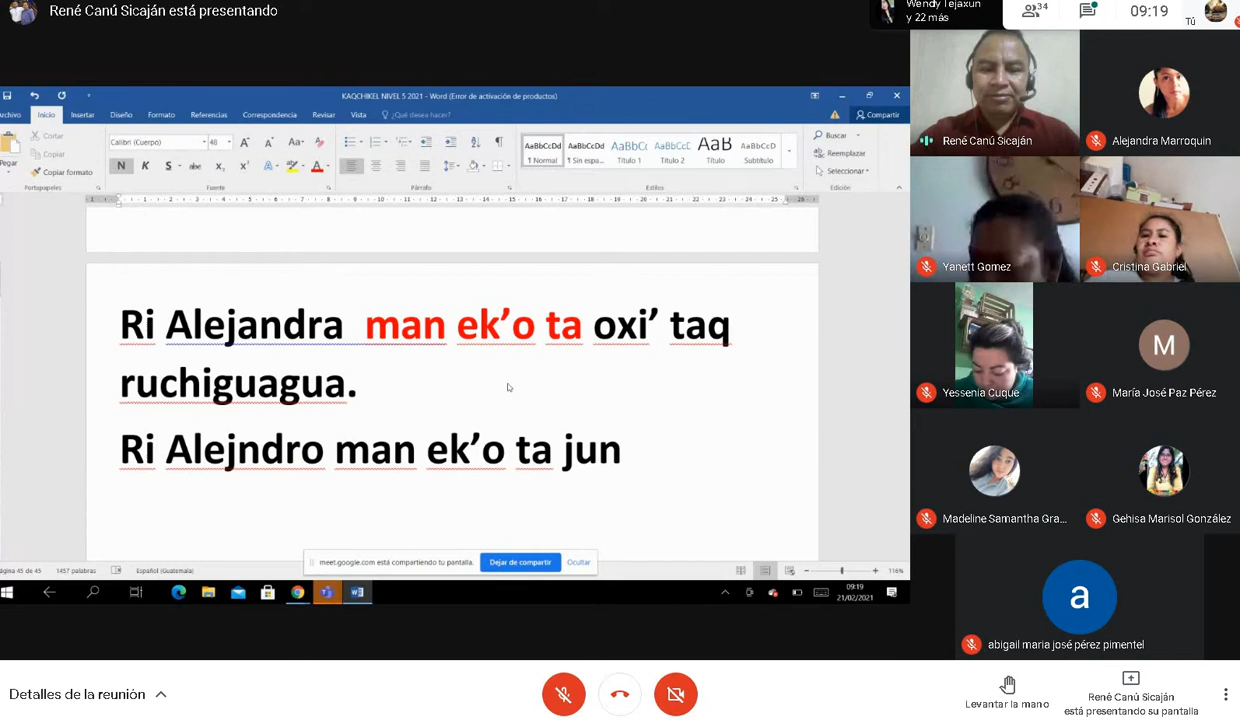 René Canú Sicaján está presentando
Wendy Tejaxún
y 22 más
34
09:19
Tú
KAQCHIKEL NIVEL 5 2021 - Word (Error de activación de productos)
Archivo Inicio Insertar Diseño Formato Referencias Correspondencia Revisar Vista ¿Qué desea hacer? Compartir
Pegar
Cortar
Copiar
Copiar formato
Portapapeles
Calibri (Cuerpo) 48
N K S abc x₂ x²
Fuente
Párrafo
AaBbCcDd AaBbCcDd AaBbC( AaBbCcC AaB AaBbCcD
¶ Normal ¶ Sin espa... Título 1 Título 2 Título Subtítulo
Estilos
Buscar
Reemplazar
Seleccionar
Edición
Ri Alejandra man ek’o ta oxi’ taq
ruchiguagua.
Ri Alejndro man ek’o ta jun
meet.google.com está compartiendo tu pantalla. Dejar de compartir Ocultar
Página 45 de 45 1457 palabras Español (Guatemala) 116%
09:19
21/02/2021
René Canú Sicaján
Alejandra Marroquin
Yanett Gomez
Cristina Gabriel
Yessenia Cuque
M
María José Paz Pérez
Madeline Samantha Gra...
Gehisa Marisol González
a
abigail maria josé pérez pimentel
Detalles de la reunión
Levantar la mano
René Canú Sicaján
está presentando su pantalla